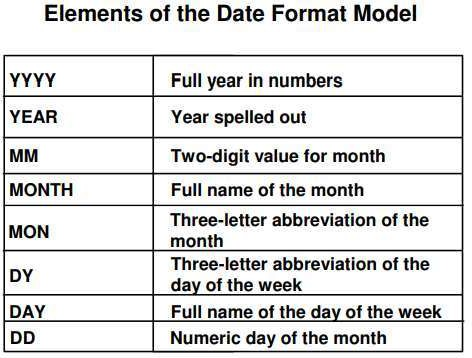 Elements of the Date Format Model
YYYY Full year in numbers
YEAR Year spelled out
MM Two-digit value for month
MONTH Full name of the month
MON Three-letter abbreviation of the
month
DY Three-letter abbreviation of the
day of the week
DAY Full name of the day of the week
DD Numeric day of the month